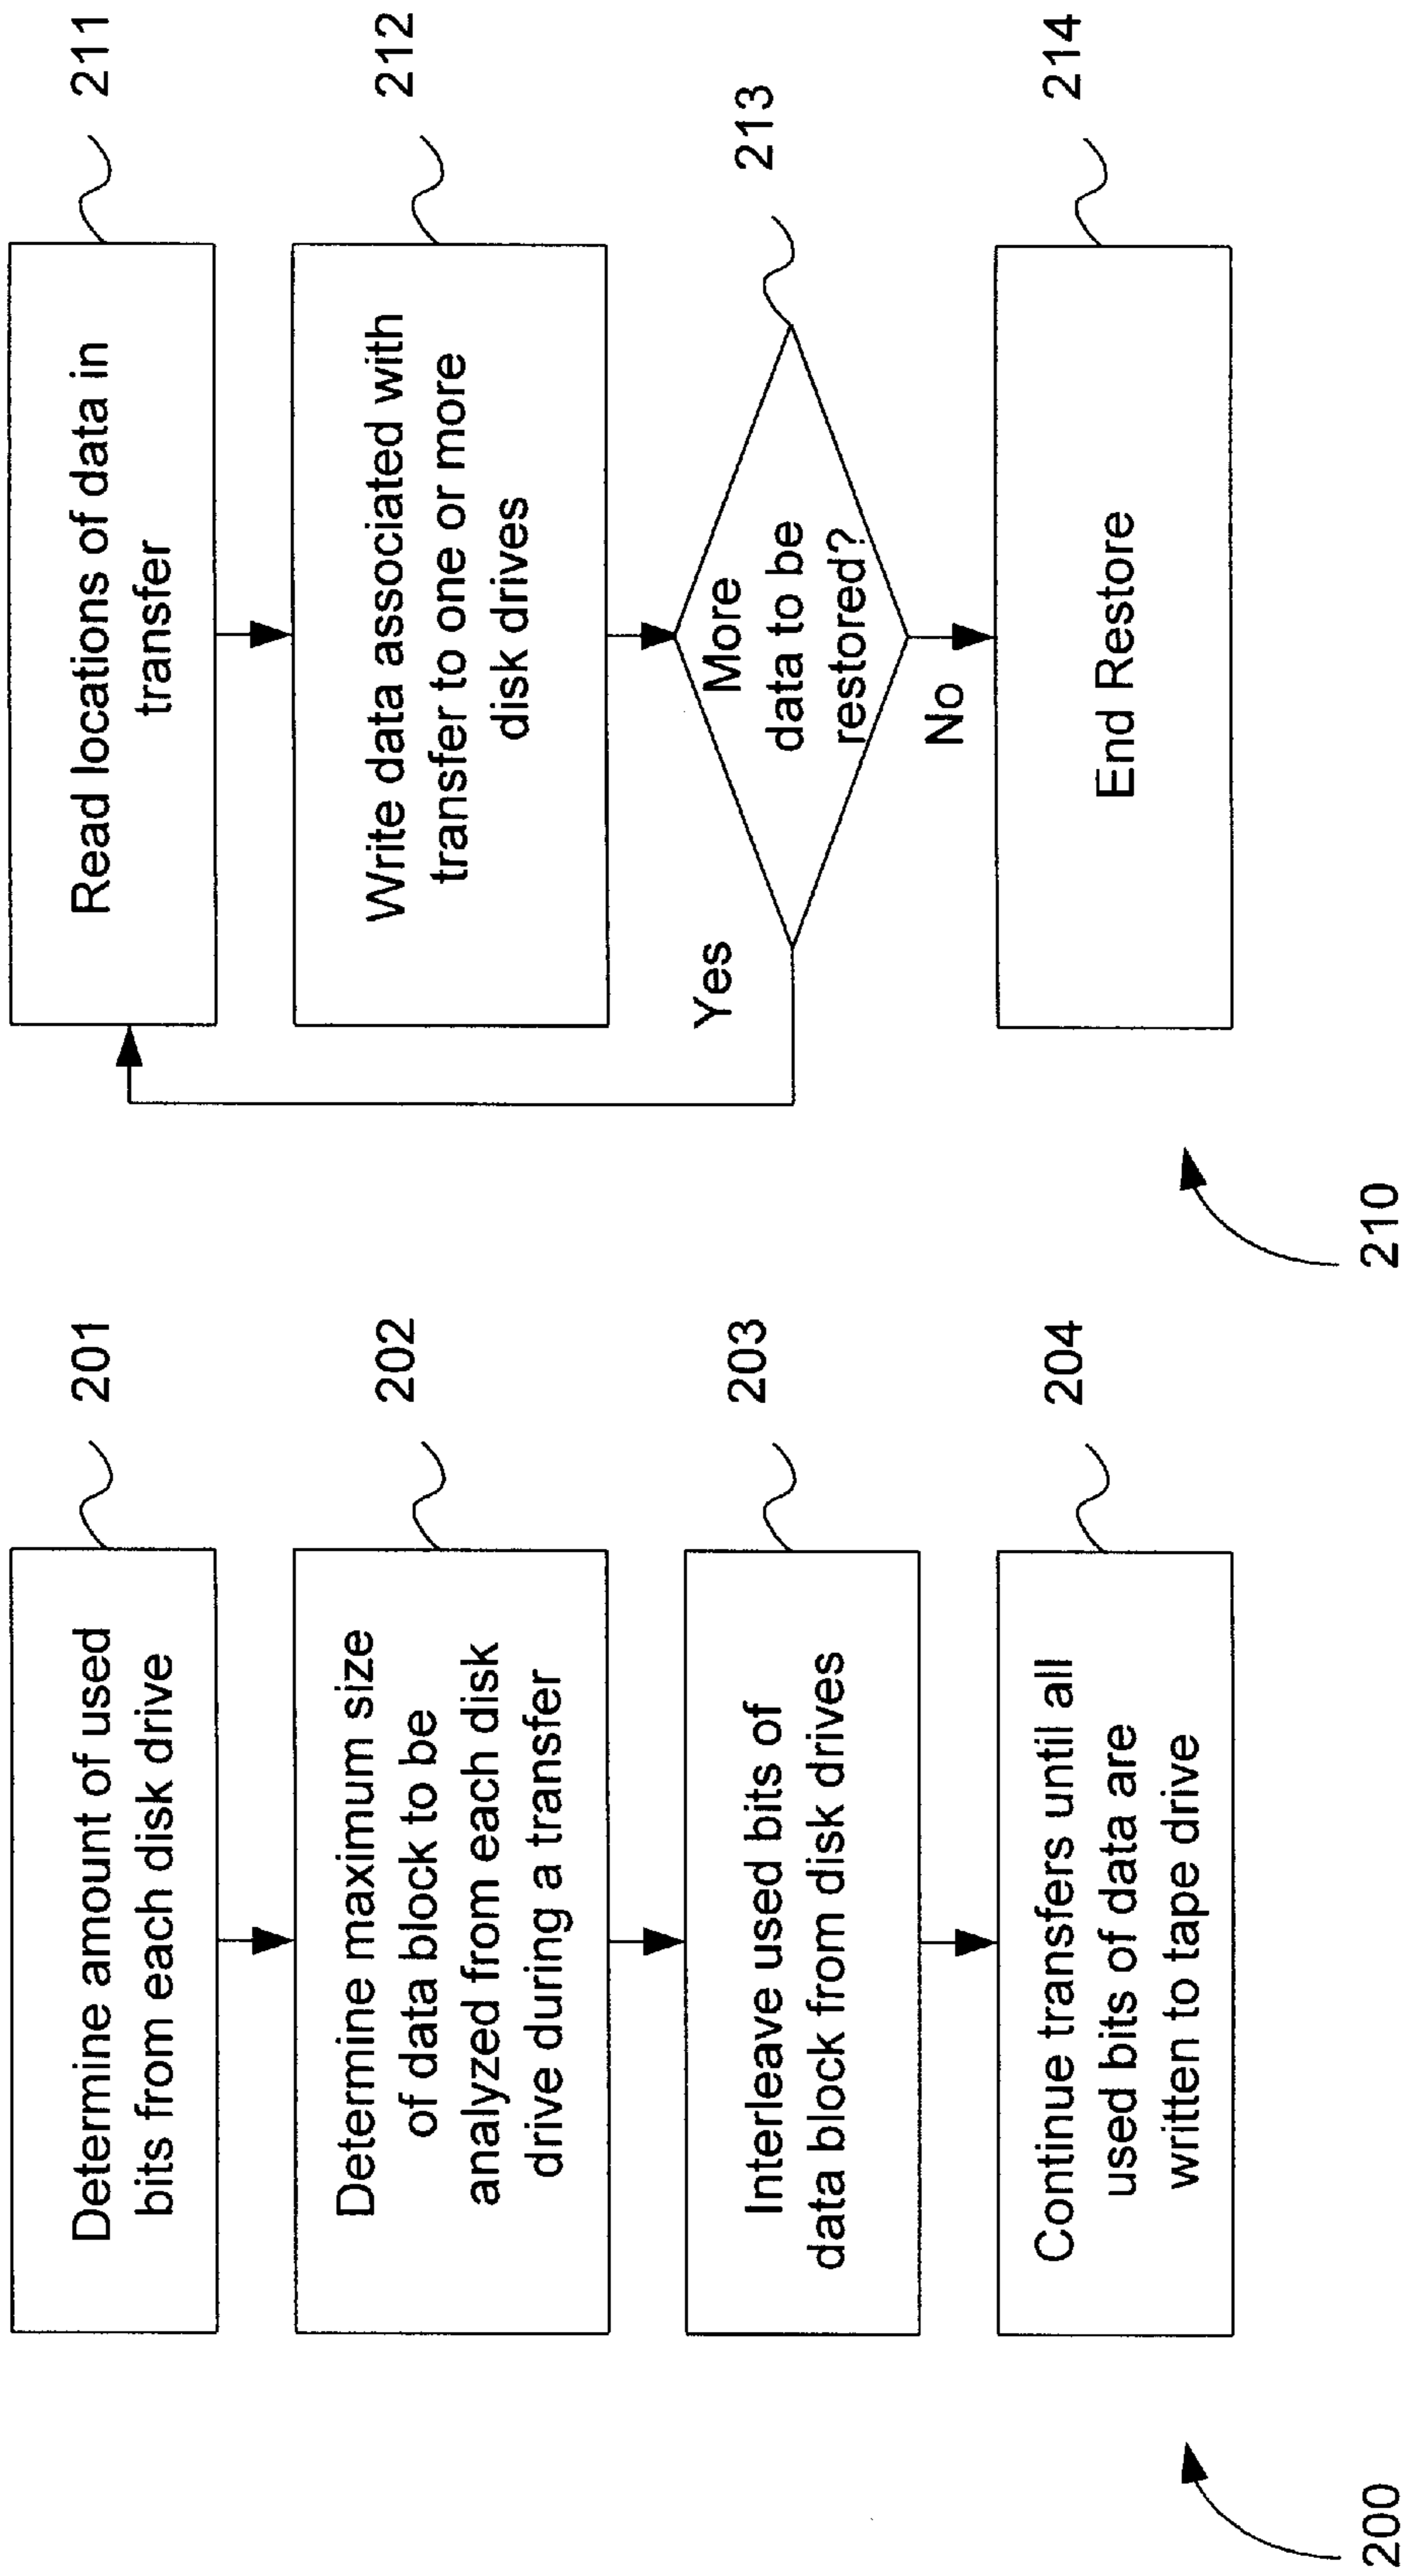 Determine amount of used
bits from each disk drive
201
Determine maximum size
of data block to be
analyzed from each disk
drive during a transfer
202
Interleave used bits of
data block from disk drives
203
Continue transfers until all
used bits of data are
written to tape drive
204
200
Read locations of data in
transfer
211
Write data associated with
transfer to one or more
disk drives
212
More
data to be
restored?
213
Yes
No
End Restore
214
210